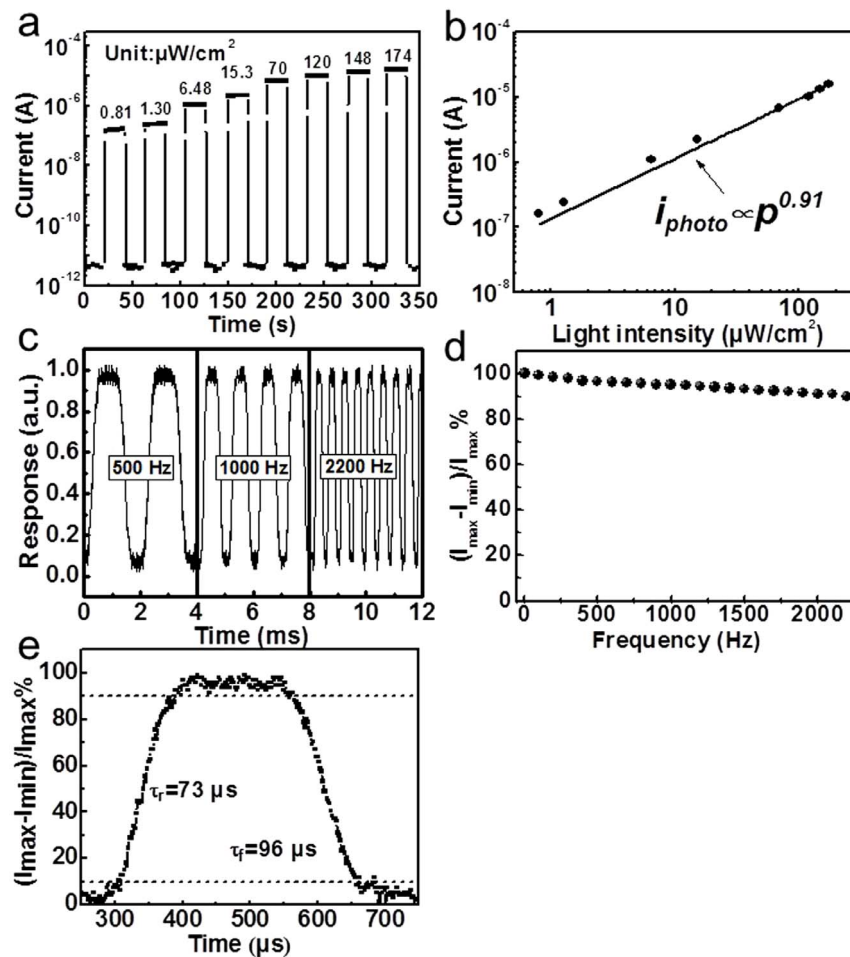 a
Unit:μW/cm²
0.81 1.30 6.48 15.3 70 120 148 174
Current (A)
10⁻⁴
10⁻⁶
10⁻⁸
10⁻¹⁰
10⁻¹²
0 50 100 150 200 250 300 350
Time (s)
b
Current (A)
10⁻⁴
10⁻⁵
10⁻⁶
10⁻⁷
10⁻⁸
i_photo∝p^0.91
1 10 100
Light intensity (μW/cm²)
c
Response (a.u.)
1.0
0.8
0.6
0.4
0.2
0.0
500 Hz 1000 Hz 2200 Hz
0 2 4 6 8 10 12
Time (ms)
d
(I_max-I_min)/I_max%
100
80
60
40
20
0
0 500 1000 1500 2000
Frequency (Hz)
e
(Imax-Imin)/Imax%
100
80
60
40
20
0
τ_r=73 μs
τ_f=96 μs
300 400 500 600 700
Time (μs)